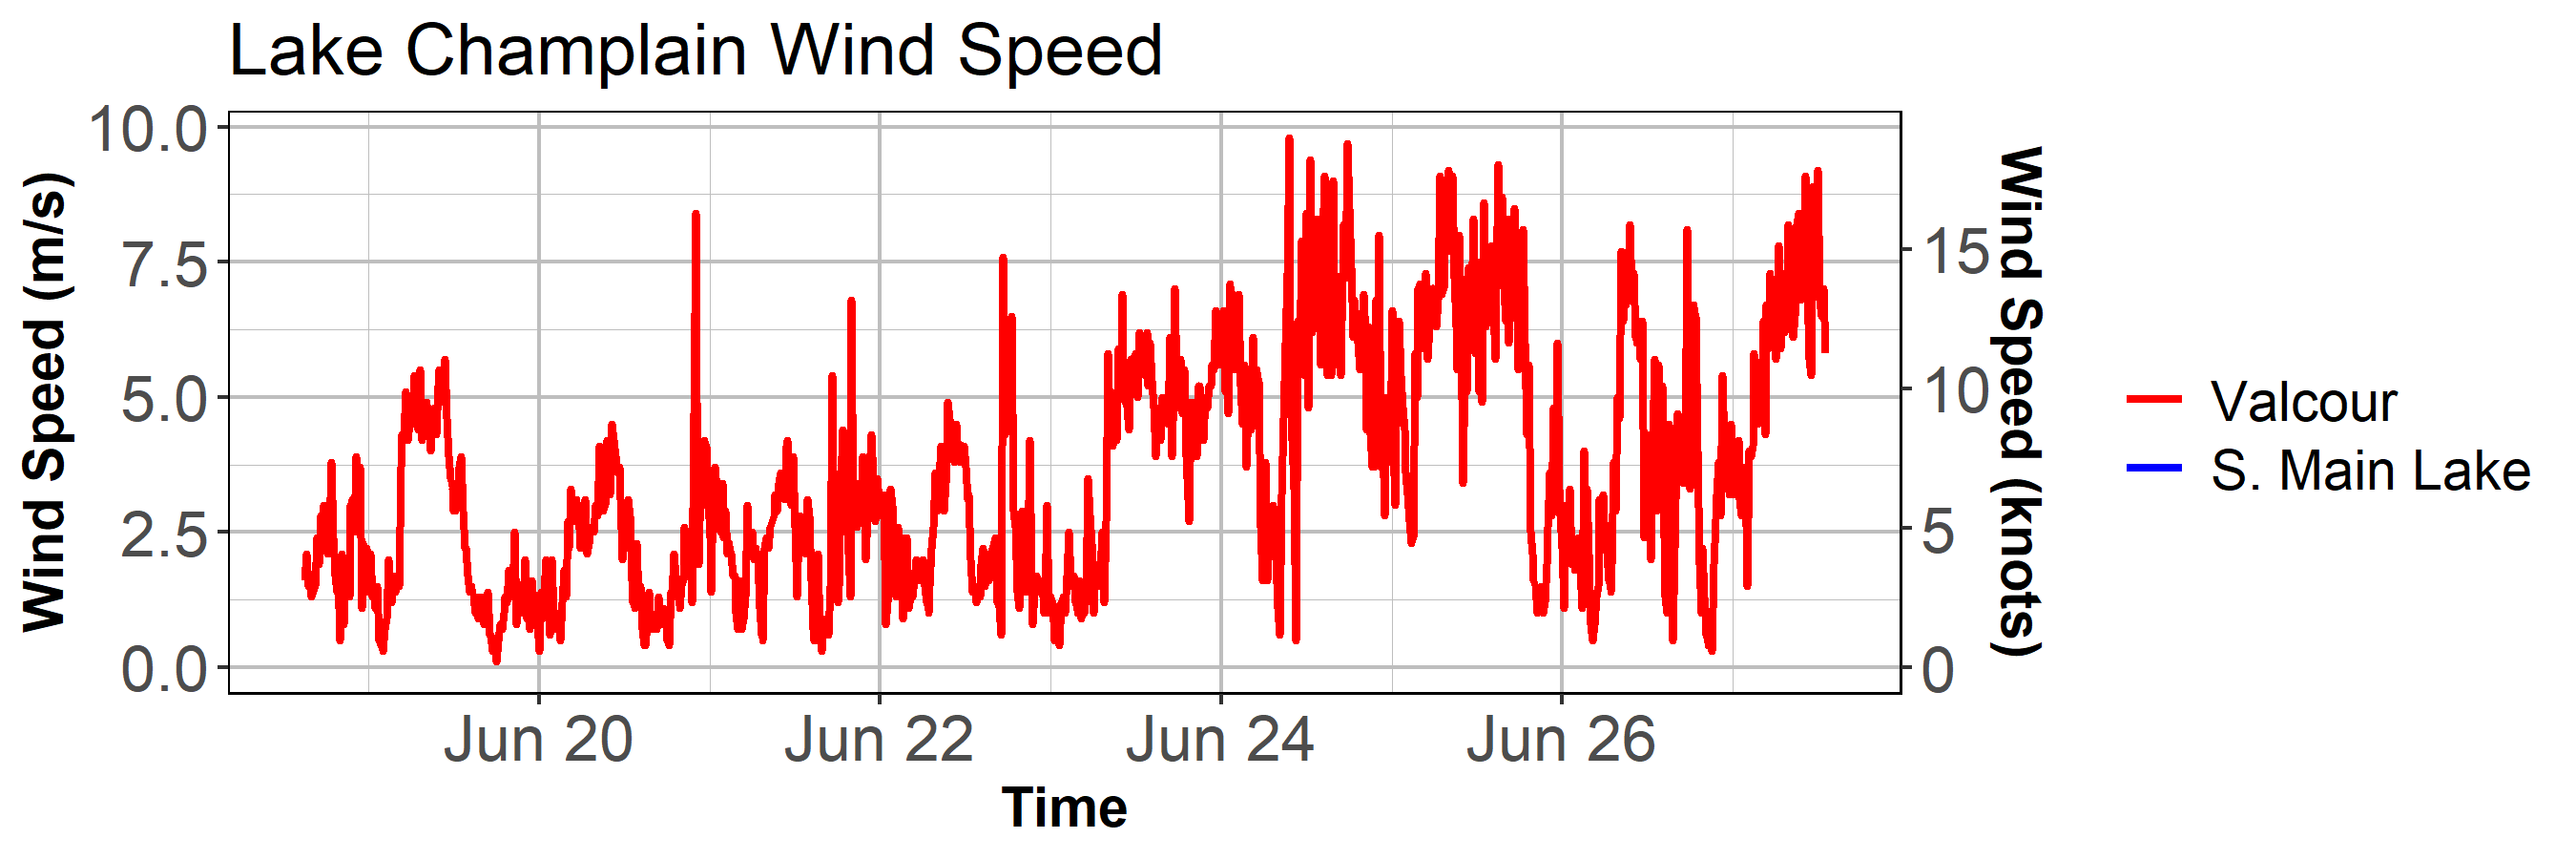 Lake Champlain Wind Speed
Wind Speed (m/s)
10.0
7.5
5.0
2.5
0.0
Wind Speed (knots)
15
10
5
0
Jun 20
Jun 22
Jun 24
Jun 26
Time
Valcour
S. Main Lake